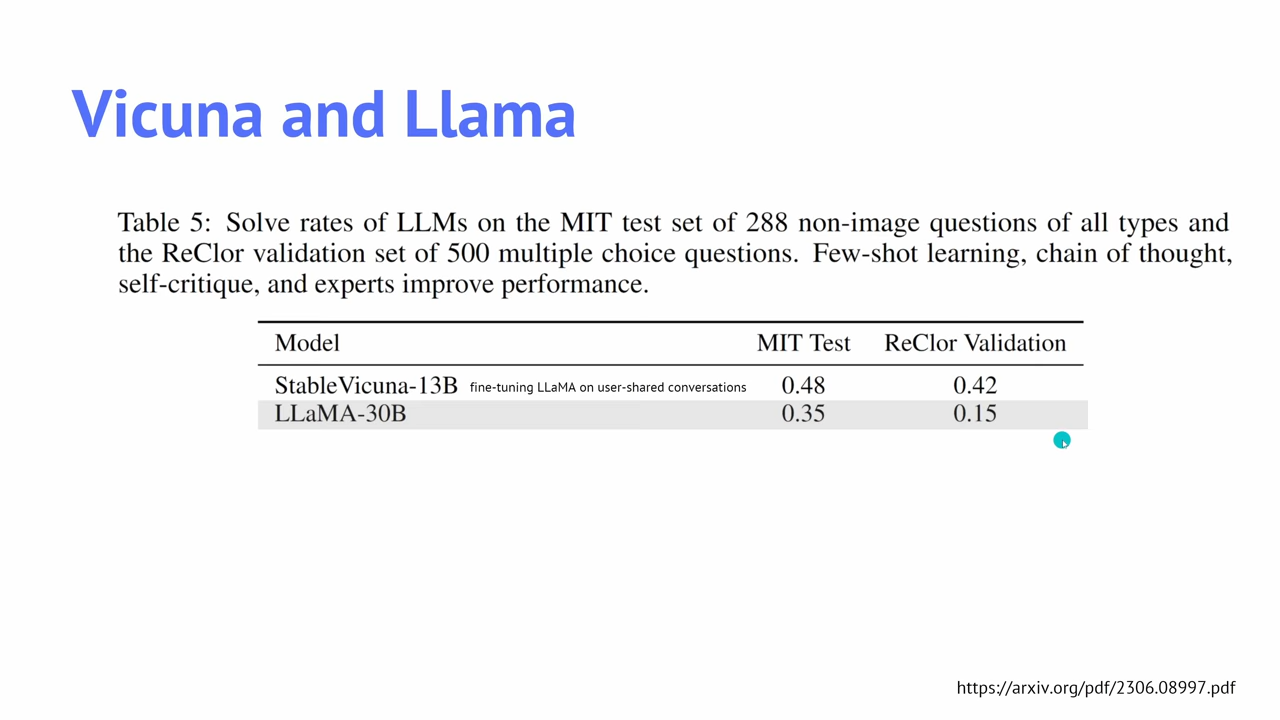 Vicuna and Llama
Table 5: Solve rates of LLMs on the MIT test set of 288 non-image questions of all types and
the ReClor validation set of 500 multiple choice questions. Few-shot learning, chain of thought,
self-critique, and experts improve performance.
Model MIT Test ReClor Validation
StableVicuna-13B fine-tuning LLaMA on user-shared conversations 0.48 0.42
LLaMA-30B 0.35 0.15
https://arxiv.org/pdf/2306.08997.pdf